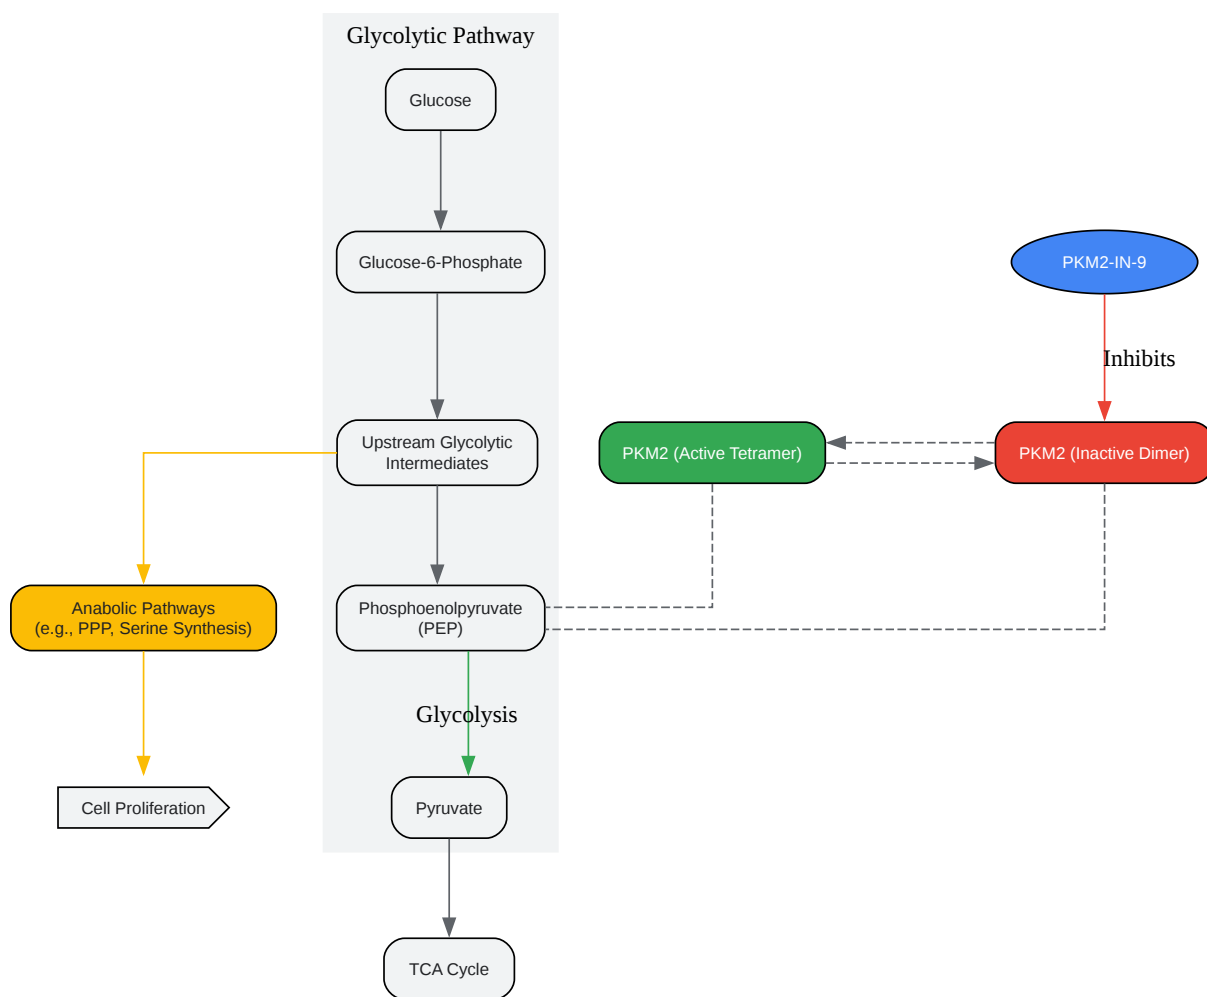 Glycolytic Pathway
Glucose
Glucose-6-Phosphate
PKM2-IN-9
Inhibits
Upstream Glycolytic
Intermediates
PKM2 (Active Tetramer)
PKM2 (Inactive Dimer)
Anabolic Pathways
(e.g., PPP, Serine Synthesis)
Phosphoenolpyruvate
(PEP)
Glycolysis
Cell Proliferation
Pyruvate
TCA Cycle